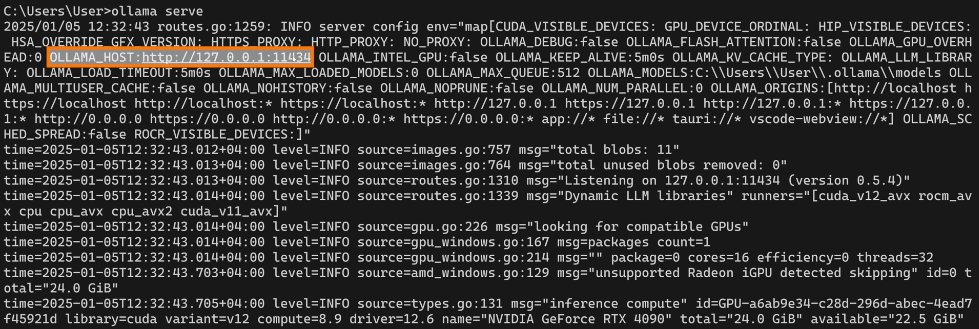 C:\Users\User>ollama serve
2025/01/05 12:32:43 routes.go:1259: INFO server config env="map[CUDA_VISIBLE_DEVICES: GPU_DEVICE_ORDINAL: HIP_VISIBLE_DEVICES:
 HSA_OVERRIDE_GFX_VERSION: HTTPS_PROXY: HTTP_PROXY: NO_PROXY: OLLAMA_DEBUG:false OLLAMA_FLASH_ATTENTION:false OLLAMA_GPU_OVERH
EAD:0 OLLAMA_HOST:http://127.0.0.1:11434 OLLAMA_INTEL_GPU:false OLLAMA_KEEP_ALIVE:5m0s OLLAMA_KV_CACHE_TYPE: OLLAMA_LLM_LIBRAR
Y: OLLAMA_LOAD_TIMEOUT:5m0s OLLAMA_MAX_LOADED_MODELS:0 OLLAMA_MAX_QUEUE:512 OLLAMA_MODELS:C:\\Users\\User\\.ollama\\models OLL
AMA_MULTIUSER_CACHE:false OLLAMA_NOHISTORY:false OLLAMA_NOPRUNE:false OLLAMA_NUM_PARALLEL:0 OLLAMA_ORIGINS:[http://localhost h
ttps://localhost http://localhost:* https://localhost:* http://127.0.0.1 https://127.0.0.1 http://127.0.0.1:* https://127.0.0.
1:* http://0.0.0.0 https://0.0.0.0 http://0.0.0.0:* https://0.0.0.0:* app://* file://* tauri://* vscode-webview://*] OLLAMA_SC
HED_SPREAD:false ROCR_VISIBLE_DEVICES:]"
time=2025-01-05T12:32:43.012+04:00 level=INFO source=images.go:757 msg="total blobs: 11"
time=2025-01-05T12:32:43.013+04:00 level=INFO source=images.go:764 msg="total unused blobs removed: 0"
time=2025-01-05T12:32:43.013+04:00 level=INFO source=routes.go:1310 msg="Listening on 127.0.0.1:11434 (version 0.5.4)"
time=2025-01-05T12:32:43.014+04:00 level=INFO source=routes.go:1339 msg="Dynamic LLM libraries" runners="[cuda_v12_avx rocm_av
x cpu cpu_avx cpu_avx2 cuda_v11_avx]"
time=2025-01-05T12:32:43.014+04:00 level=INFO source=gpu.go:226 msg="looking for compatible GPUs"
time=2025-01-05T12:32:43.014+04:00 level=INFO source=gpu_windows.go:167 msg=packages count=1
time=2025-01-05T12:32:43.014+04:00 level=INFO source=gpu_windows.go:214 msg="" package=0 cores=16 efficiency=0 threads=32
time=2025-01-05T12:32:43.703+04:00 level=INFO source=amd_windows.go:129 msg="unsupported Radeon iGPU detected skipping" id=0 t
otal="24.0 GiB"
time=2025-01-05T12:32:43.705+04:00 level=INFO source=types.go:131 msg="inference compute" id=GPU-a6ab9e34-c28d-296d-abec-4ead7
f45921d library=cuda variant=v12 compute=8.9 driver=12.6 name="NVIDIA GeForce RTX 4090" total="24.0 GiB" available="22.5 GiB"